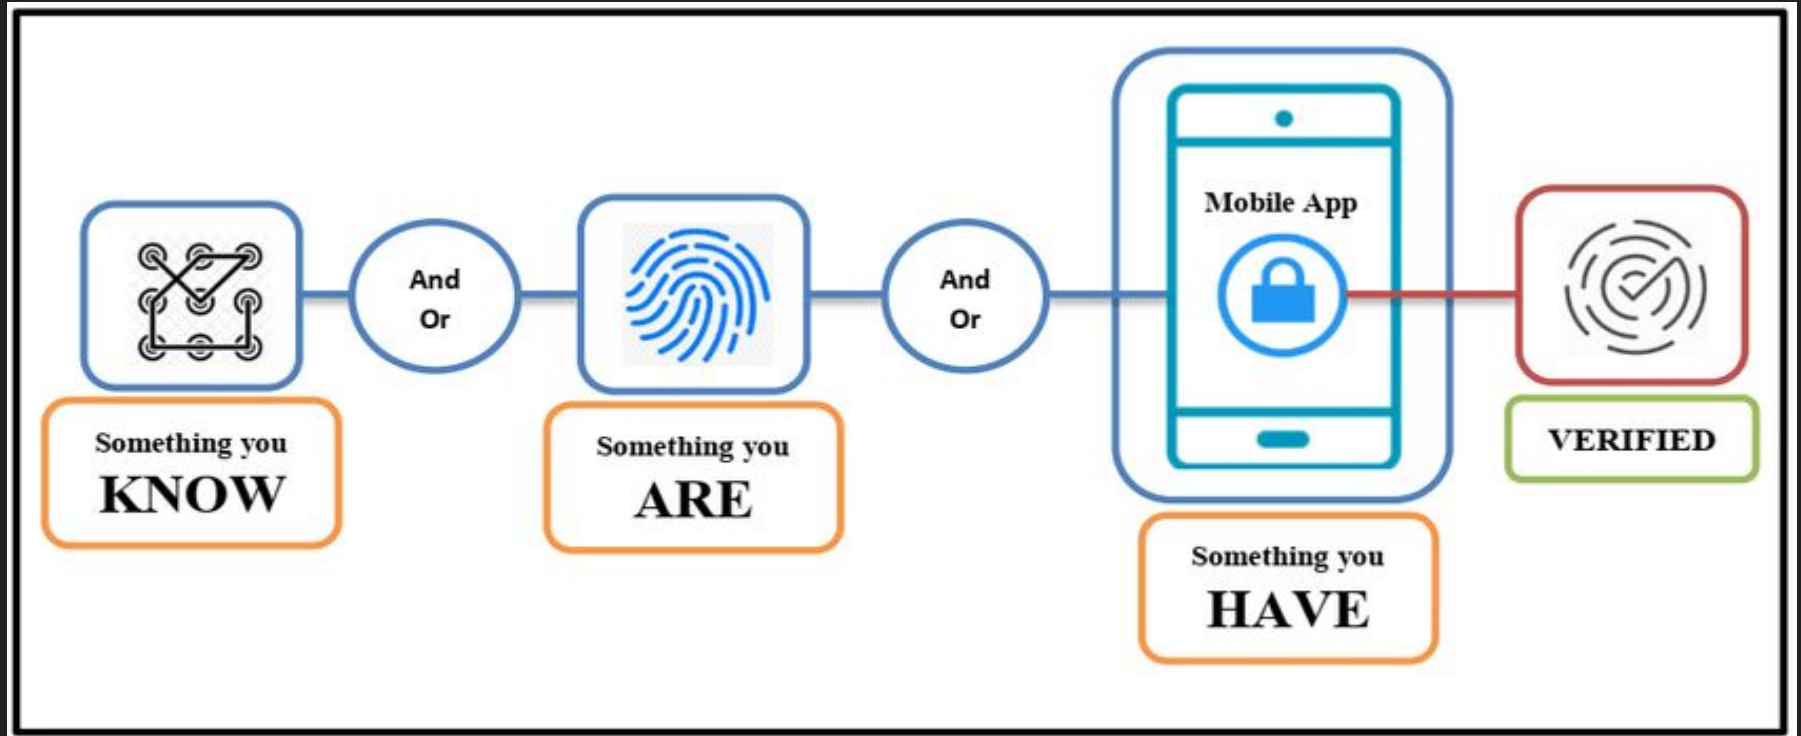 And
Or
And
Or
Mobile App
Something you
KNOW
Something you
ARE
Something you
HAVE
VERIFIED